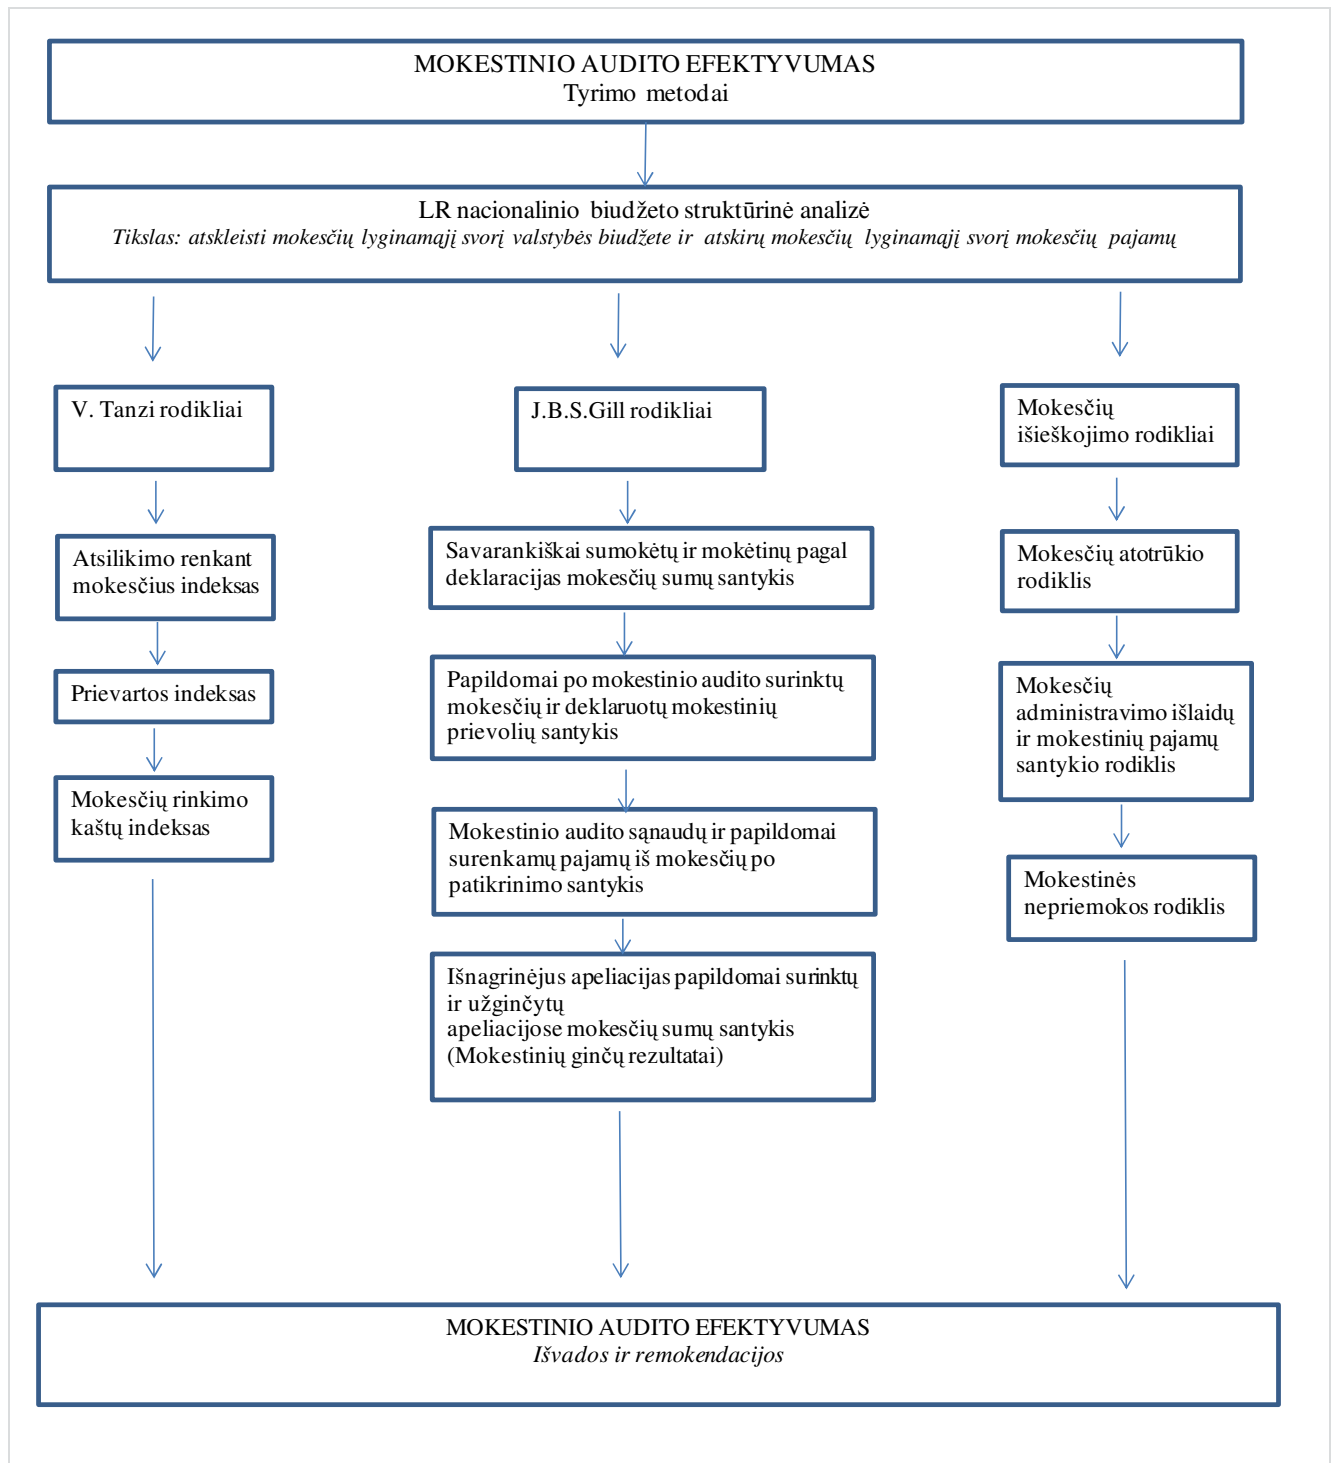 MOKESTINIO AUDITO EFEKTYVUMAS
Tyrimo metodai
LR nacionalinio biudžeto struktūrinė analizė
Tikslas: atskleisti mokesčių lyginamąjį svorį valstybės biudžete ir atskirų mokesčių lyginamąjį svorį mokesčių pajamų
V. Tanzi rodikliai
Atsilikimo renkant
mokesčius indeksas
Prievartos indeksas
Mokesčių rinkimo
kaštų indeksas
J.B.S.Gill rodikliai
Savarankiškai sumokėtų ir mokėtinų pagal
deklaracijas mokesčių sumų santykis
Papildomai po mokestinio audito surinktų
mokesčių ir deklaruotų mokestinių
prievolių santykis
Mokestinio audito sąnaudų ir papildomai
surenkamų pajamų iš mokesčių po
patikrinimo santykis
Išnagrinėjus apeliacijas papildomai surinktų
ir užginčytų
apeliacijose mokesčių sumų santykis
(Mokestinių ginčų rezultatai)
Mokesčių
išieškojimo rodikliai
Mokesčių atotrūkio
rodiklis
Mokesčių
administravimo išlaidų
ir mokestinių pajamų
santykio rodiklis
Mokestinės
nepriemokos rodiklis
MOKESTINIO AUDITO EFEKTYVUMAS
Išvados ir remokendacijos